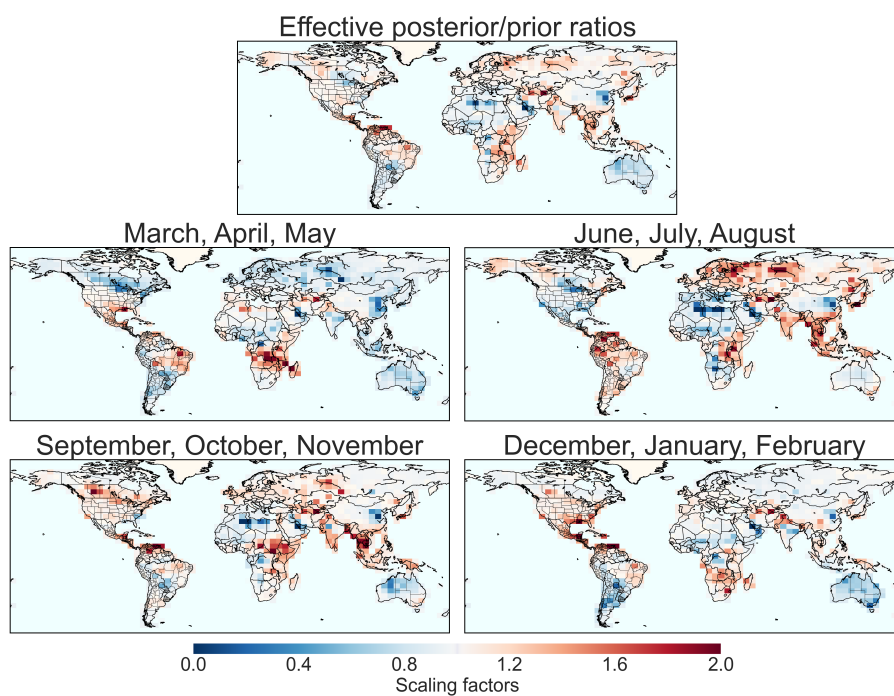 Effective posterior/prior ratios
March, April, May
June, July, August
September, October, November
December, January, February
0.0 0.4 0.8 1.2 1.6 2.0
Scaling factors